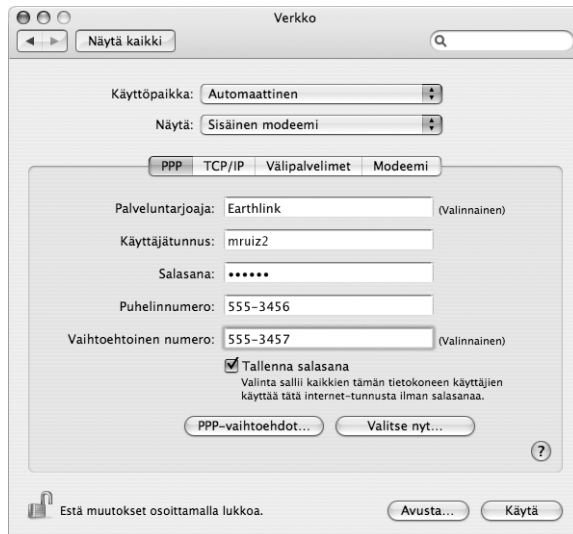 Verkko
Näytä kaikki
Käyttöpaikka: Automaattinen
Näytä: Sisäinen modeemi
PPP TCP/IP Välipalvelimet Modeemi
Palveluntarjoaja: Earthlink (Valinnainen)
Käyttäjätunnus: mruiz2
Salasana: ••••••
Puhelinnumero: 555-3456
Vaihtoehtoinen numero: 555-3457 (Valinnainen)
Tallenna salasana
Valinta sallii kaikkien tämän tietokoneen käyttäjien
käyttää tätä internet-tunnusta ilman salasanaa.
PPP-vaihtoehdot... Valitse nyt...
?
Estä muutokset osoittamalla lukkoa. Avusta... Käytä